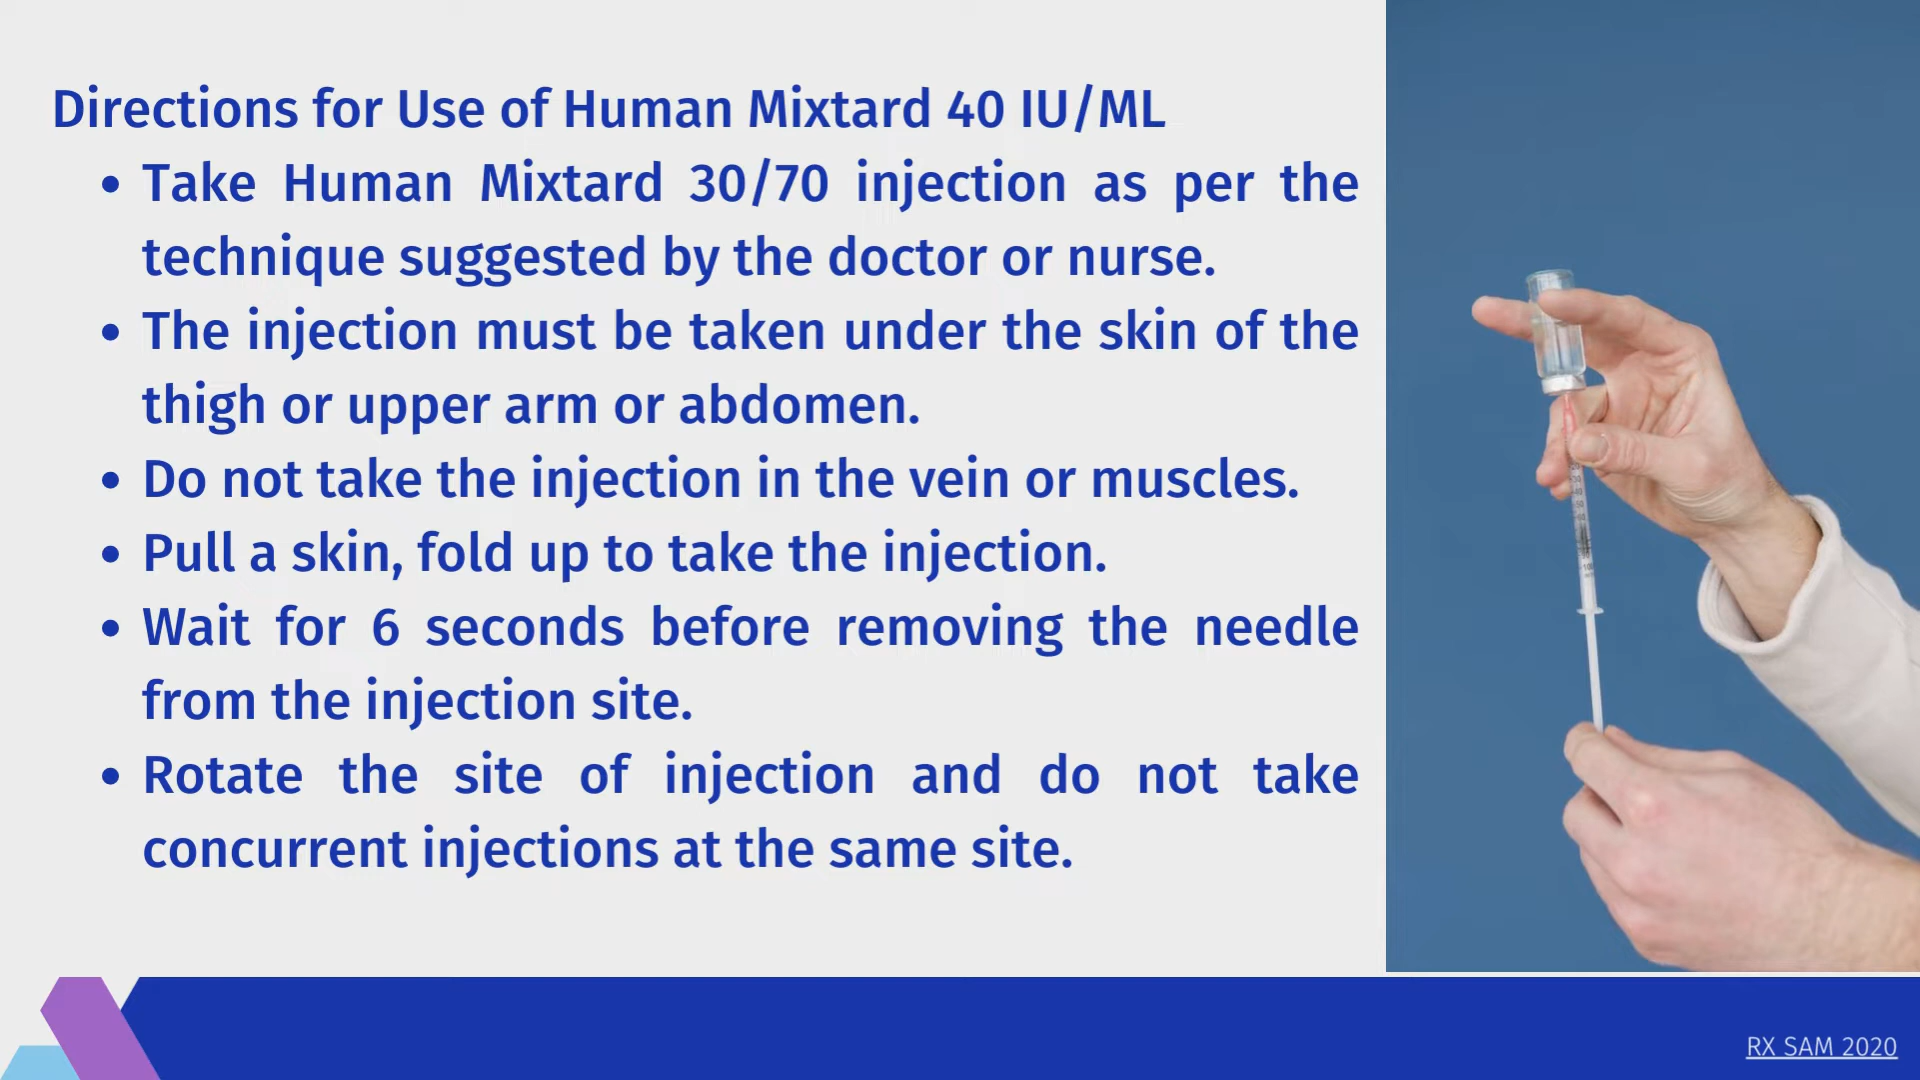 Directions for Use of Human Mixtard 40 IU/ML
• Take Human Mixtard 30/70 injection as per the
technique suggested by the doctor or nurse.
• The injection must be taken under the skin of the
thigh or upper arm or abdomen.
• Do not take the injection in the vein or muscles.
• Pull a skin, fold up to take the injection.
• Wait for 6 seconds before removing the needle
from the injection site.
• Rotate the site of injection and do not take
concurrent injections at the same site.
RX SAM 2020